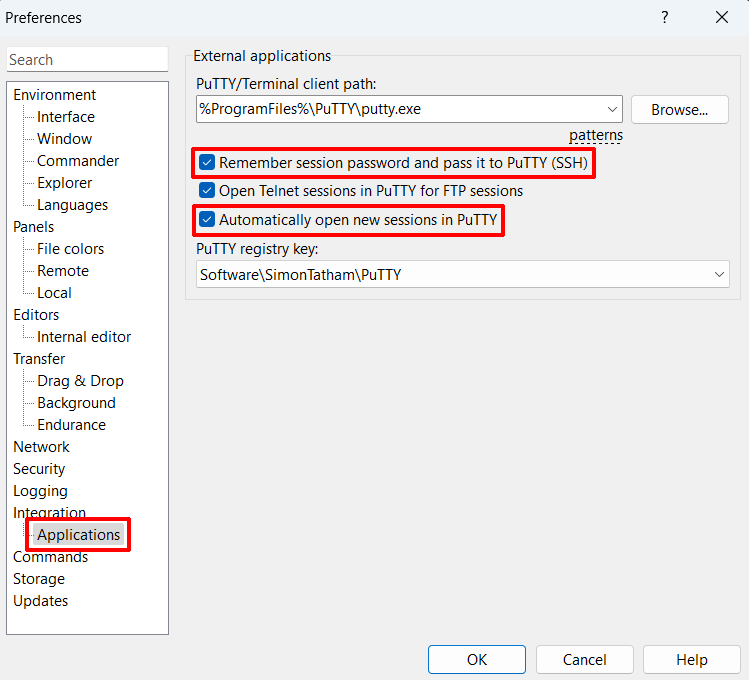 Preferences
?
Search
Environment
Interface
Window
Commander
Explorer
Languages
Panels
File colors
Remote
Local
Editors
Internal editor
Transfer
Drag & Drop
Background
Endurance
Network
Security
Logging
Integration
Applications
Commands
Storage
Updates
External applications
PuTTY/Terminal client path:
%ProgramFiles%\PuTTY\putty.exe
Browse...
patterns
Remember session password and pass it to PuTTY (SSH)
Open Telnet sessions in PuTTY for FTP sessions
Automatically open new sessions in PuTTY
PuTTY registry key:
Software\SimonTatham\PuTTY
OK
Cancel
Help